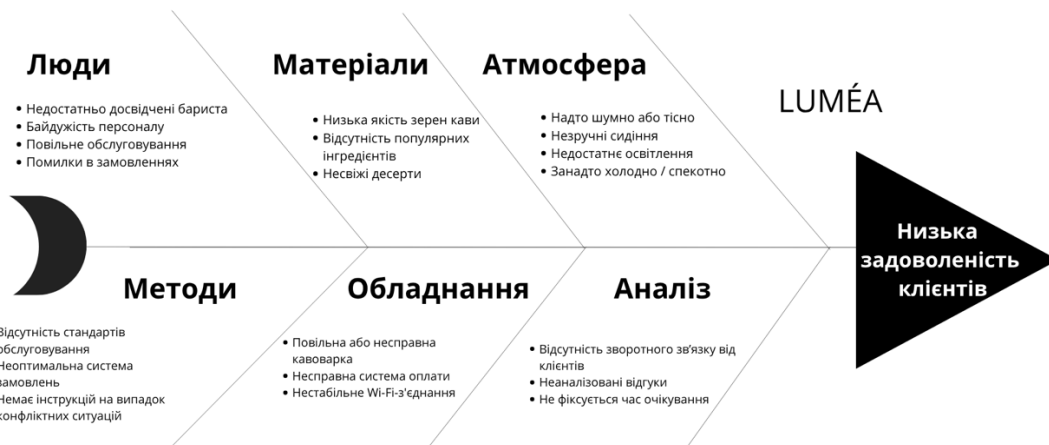 Люди
Недостатньо досвідчені бариста
Байдужість персоналу
Повільне обслуговування
Помилки в замовленнях
Матеріали
Низька якість зерен кави
Відсутність популярних
інгредієнтів
Несвіжі десерти
Атмосфера
Надто шумно або тісно
Незручні сидіння
Недостатнє освітлення
Занадто холодно / спекотно
LUMÉA
Низька
задоволеність
клієнтів
Методи
Відсутність стандартів
обслуговування
Неоптимальна система
замовлень
Немає інструкцій на випадок
конфліктних ситуацій
Обладнання
Повільна або несправна
кавоварка
Несправна система оплати
Нестабільне Wi-Fi-з'єднання
Аналіз
Відсутність зворотного зв’язку від
клієнтів
Неаналізовані відгуки
Не фіксується час очікування